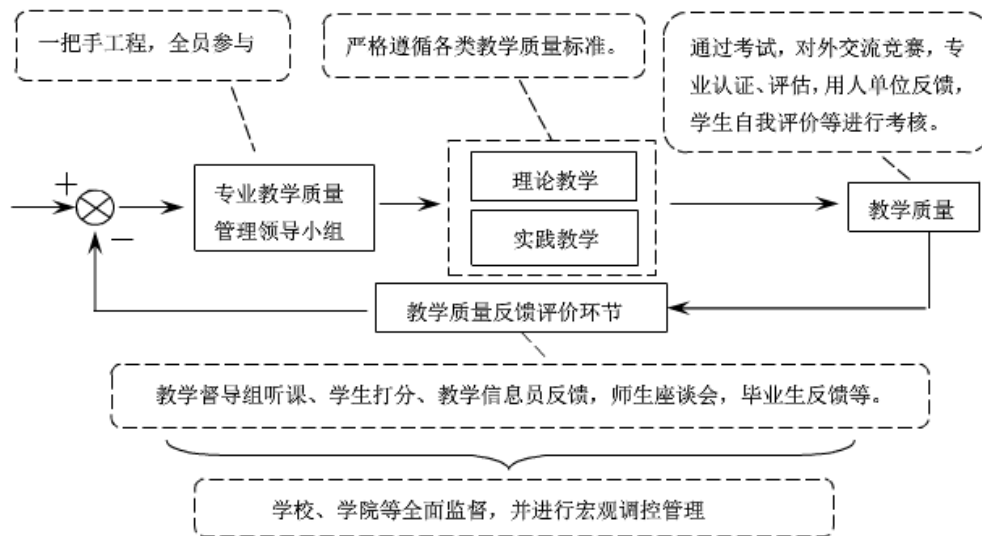 一把手工程，全员参与
严格遵循各类教学质量标准。
通过考试，对外交流竞赛，专
业认证、评估，用人单位反馈，
学生自我评价等进行考核。
+
−
专业教学质量
管理领导小组
理论教学
实践教学
教学质量
教学质量反馈评价环节
教学督导组听课、学生打分、教学信息员反馈，师生座谈会，毕业生反馈等。
学校、学院等全面监督，并进行宏观调控管理